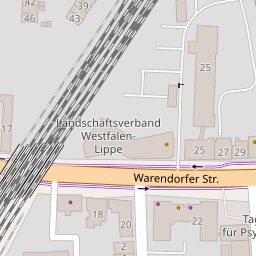 46
42
39
43
25
Landschaftsverband
Westfalen-
Lippe
17
25
27
29
Warendorfer Str.
18
20
Tag
für Psy